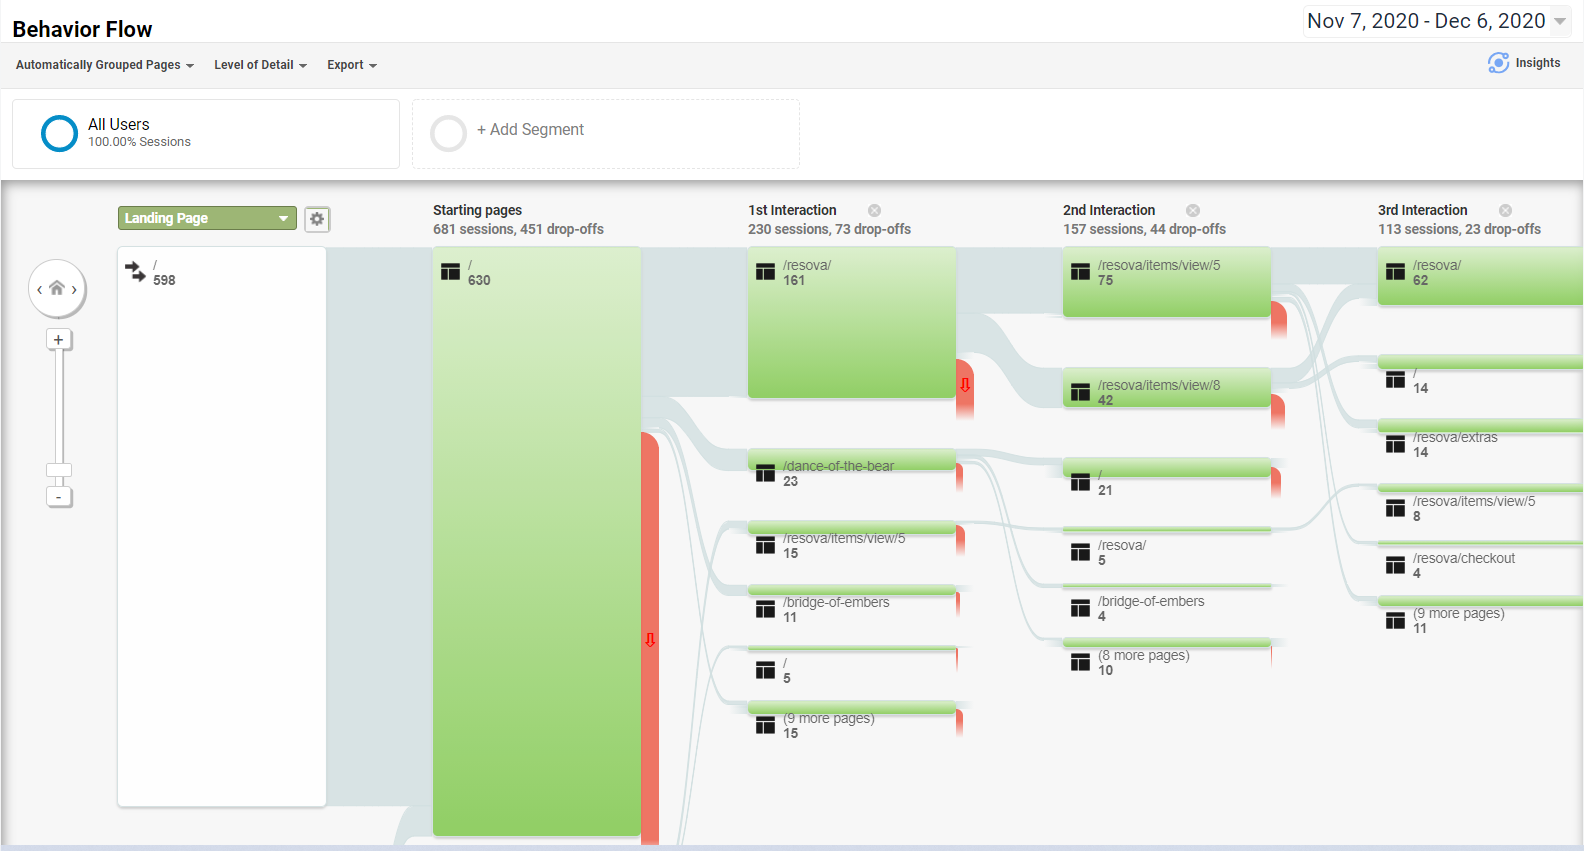 Behavior Flow
Nov 7, 2020 - Dec 6, 2020
Automatically Grouped Pages
Level of Detail
Export
Insights
All Users
100.00% Sessions
+ Add Segment
Landing Page
Starting pages
681 sessions, 451 drop-offs
1st Interaction
230 sessions, 73 drop-offs
2nd Interaction
157 sessions, 44 drop-offs
3rd Interaction
113 sessions, 23 drop-offs
+
-
/
598
/
630
/resova/
161
/dance-of-the-bear
23
/resova/items/view/5
15
/bridge-of-embers
11
/
5
(9 more pages)
15
/resova/items/view/5
75
/resova/items/view/8
42
/
21
/resova/
5
/bridge-of-embers
4
(8 more pages)
10
/resova/
62
/
14
/resova/extras
14
/resova/items/view/5
8
/resova/checkout
4
(9 more pages)
11